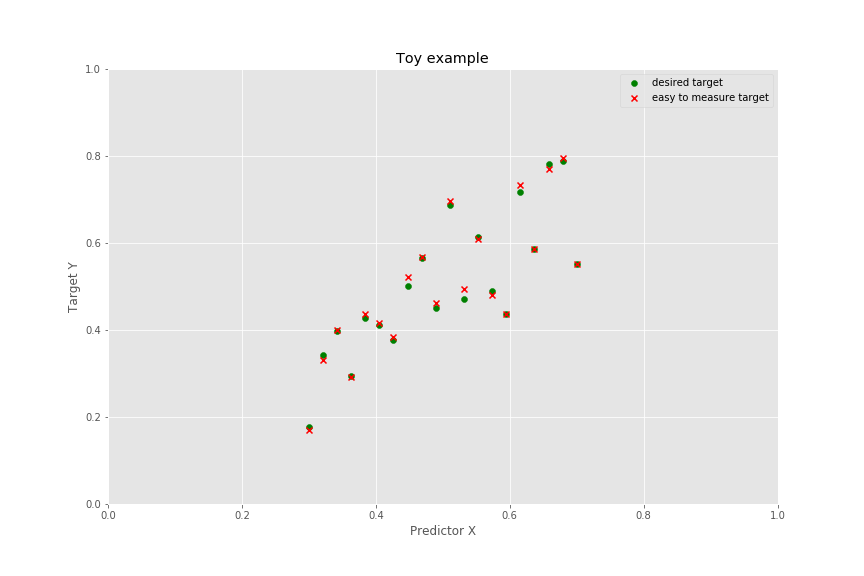 Toy example
desired target
easy to measure target
Target Y
1.0
0.8
0.6
0.4
0.2
0.0
0.0 0.2 0.4 0.6 0.8 1.0
Predictor X